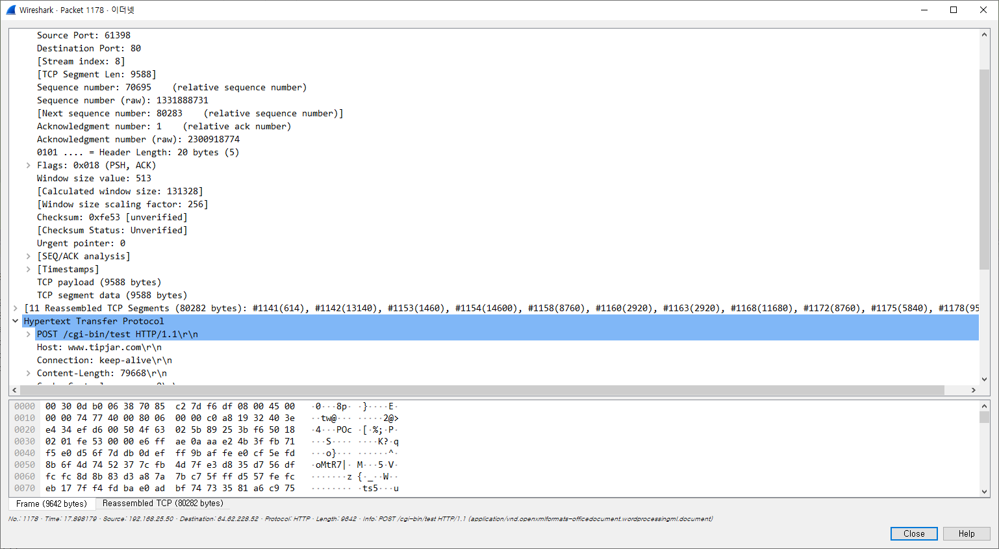 Wireshark · Packet 1178 · 이더넷
Source Port: 61398
Destination Port: 80
[Stream index: 8]
[TCP Segment Len: 9588]
Sequence number: 70695    (relative sequence number)
Sequence number (raw): 1331888731
[Next sequence number: 80283    (relative sequence number)]
Acknowledgment number: 1    (relative ack number)
Acknowledgment number (raw): 2300918774
0101 .... = Header Length: 20 bytes (5)
Flags: 0x018 (PSH, ACK)
Window size value: 513
[Calculated window size: 131328]
[Window size scaling factor: 256]
Checksum: 0xfe53 [unverified]
[Checksum Status: Unverified]
Urgent pointer: 0
[SEQ/ACK analysis]
[Timestamps]
TCP payload (9588 bytes)
TCP segment data (9588 bytes)
[11 Reassembled TCP Segments (80282 bytes): #1141(614), #1142(13140), #1153(1460), #1154(14600), #1158(8760), #1160(2920), #1163(2920), #1168(11680), #1172(8760), #1175(5840), #1178(95
Hypertext Transfer Protocol
POST /cgi-bin/test HTTP/1.1\r\n
Host: www.tipjar.com\r\n
Connection: keep-alive\r\n
Content-Length: 79668\r\n
0000 00 30 0d b0 06 38 70 85 c2 7d f6 df 08 00 45 00 ·0···8p· ·}····E·
0010 00 00 74 77 40 00 80 06 00 00 c0 a8 19 32 40 3e ··tw@··· ·····2@>
0020 e4 34 ef d6 00 50 4f 63 02 5b 89 25 3b f6 50 18 ·4···POc ·[·%;·P·
0030 02 01 fe 53 00 00 e6 ff ae 0a aa e2 4b 3f fb 71 ···S···· ····K?·q
0040 f5 e0 d5 6f 7d db 0d ef ff 9b af fe e0 cf 5e fd ···o}··· ······^·
0050 8b 6f 4d 74 52 37 7c fb 4d 7f e3 d8 35 d7 56 df ·oMtR7|· M···5·V·
0060 fc fc 8d 8b 83 d3 a8 7a 7b c7 5f ff d5 57 fe fc ·······z {·_··W··
0070 eb 17 7f f4 fd ba e0 ad bf 74 73 35 81 a6 c9 75 ········ ·ts5···u
Frame (9642 bytes) Reassembled TCP (80282 bytes)
No.: 1178 · Time: 17.898179 · Source: 192.168.25.50 · Destination: 64.62.228.52 · Protocol: HTTP · Length: 9642 · Info: POST /cgi-bin/test HTTP/1.1 (application/vnd.openxmlformats-officedocument.wordprocessingml.document)
Close Help